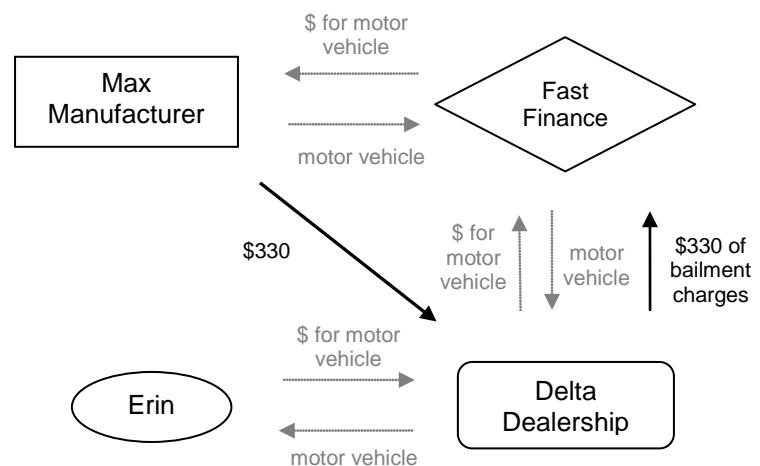 $ for motor
vehicle
Max
Manufacturer
Fast
Finance
motor vehicle
$330
$ for
motor
vehicle
motor
vehicle
$330 of
bailment
charges
$ for motor
vehicle
Erin
Delta
Dealership
motor vehicle